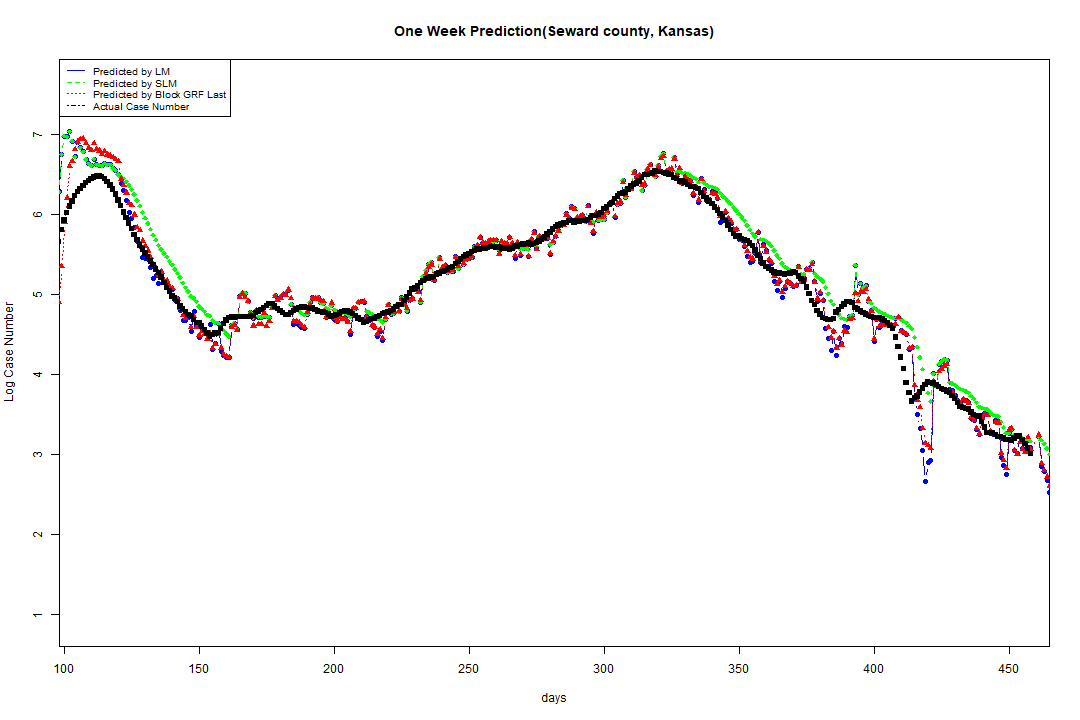 One Week Prediction(Seward county, Kansas)
Predicted by LM
Predicted by SLM
Predicted by Block GRF Last
Actual Case Number
7
6
5
4
3
2
1
Log Case Number
100 150 200 250 300 350 400 450
days